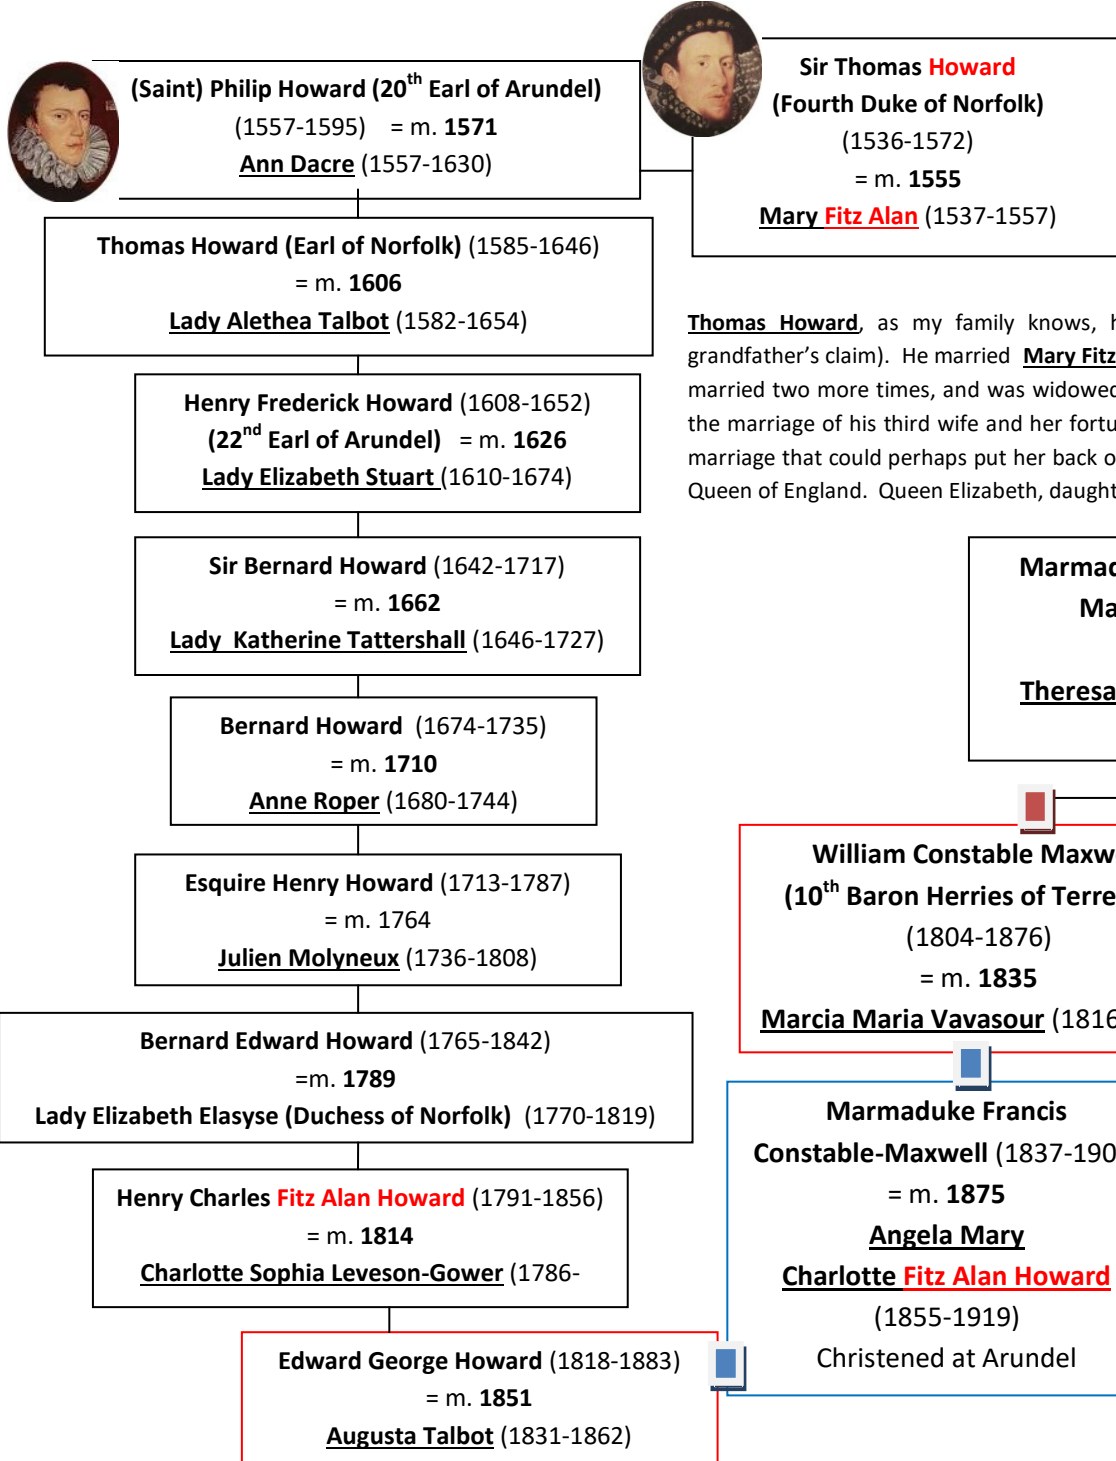 (Saint) Philip Howard (20th Earl of Arundel)
(1557-1595) = m. 1571
Ann Dacre (1557-1630)
Sir Thomas Howard
(Fourth Duke of Norfolk)
(1536-1572)
= m. 1555
Mary Fitz Alan (1537-1557)
Thomas Howard (Earl of Norfolk) (1585-1646)
= m. 1606
Lady Alethea Talbot (1582-1654)
Thomas Howard, as my family knows, h
grandfather's claim). He married Mary Fitz
married two more times, and was widowed
the marriage of his third wife and her fortu
marriage that could perhaps put her back o
Queen of England. Queen Elizabeth, daught
Henry Frederick Howard (1608-1652)
(22nd Earl of Arundel) = m. 1626
Lady Elizabeth Stuart (1610-1674)
Sir Bernard Howard (1642-1717)
= m. 1662
Lady Katherine Tattershall (1646-1727)
Marmad
Ma
Theresa
Bernard Howard (1674-1735)
= m. 1710
Anne Roper (1680-1744)
Esquire Henry Howard (1713-1787)
= m. 1764
Julien Molyneux (1736-1808)
William Constable Maxw
(10th Baron Herries of Terre
(1804-1876)
= m. 1835
Marcia Maria Vavasour (1816
Bernard Edward Howard (1765-1842)
=m. 1789
Lady Elizabeth Elasyse (Duchess of Norfolk) (1770-1819)
Marmaduke Francis
Constable-Maxwell (1837-190
= m. 1875
Angela Mary
Charlotte Fitz Alan Howard
(1855-1919)
Christened at Arundel
Henry Charles Fitz Alan Howard (1791-1856)
= m. 1814
Charlotte Sophia Leveson-Gower (1786-
Edward George Howard (1818-1883)
= m. 1851
Augusta Talbot (1831-1862)